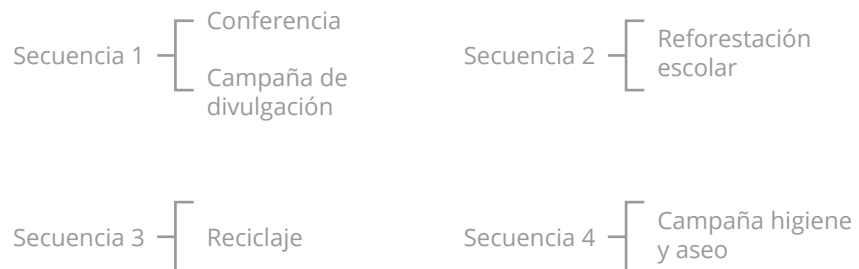 Secuencia 1
Conferencia
Campaña de
divulgación
Secuencia 2
Reforestación
escolar
Secuencia 3
Reciclaje
Secuencia 4
Campaña higiene
y aseo